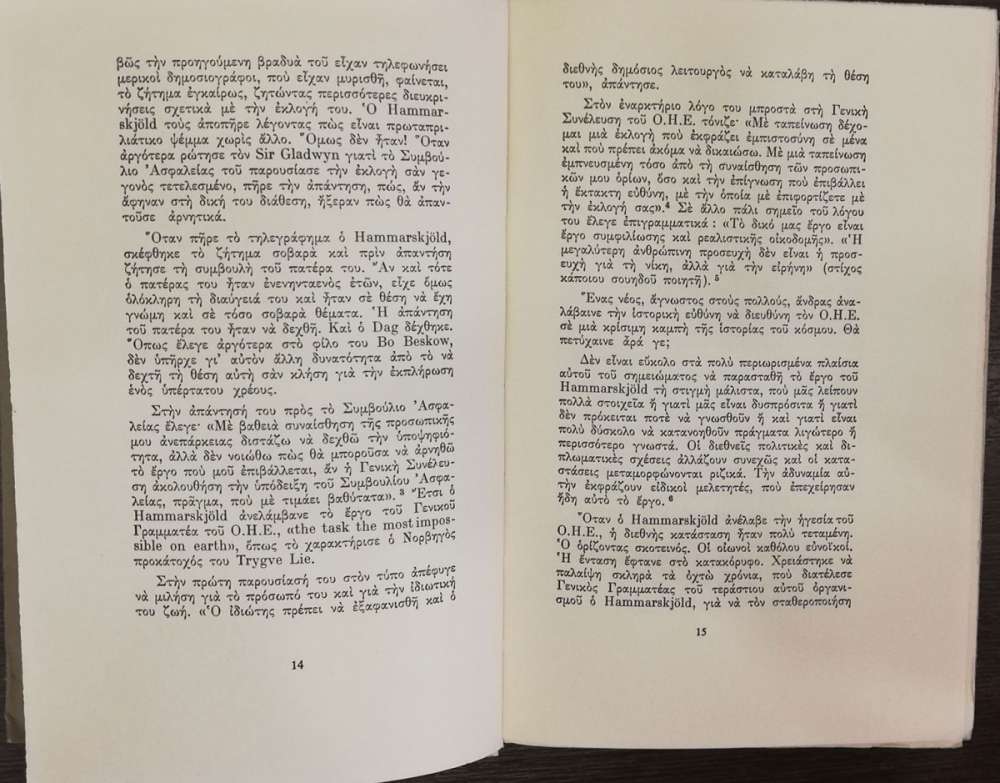 βῶς τὴν προηγούμενη βραδυὰ τοῦ εἶχαν τηλεφωνήσει
μερικοὶ δημοσιογράφοι, ποὺ εἶχαν μυρισθῆ, φαίνεται,
τὸ ζήτημα ἐγκαίρως, ζητώντας περισσότερες διευκρι-
νήσεις σχετικὰ μὲ τὴν ἐκλογή του. Ὁ Hammar-
skjöld τοὺς ἀποπῆρε λέγοντας πὼς εἶναι πρωταπρι-
λιάτικο ψέμμα χωρὶς ἄλλο. Ὅμως δὲν ἦταν! Ὅταν
ἀργότερα ρώτησε τὸν Sir Gladwyn γιατί τὸ Συμβού-
λιο Ἀσφαλείας τοῦ παρουσίασε τὴν ἐκλογὴ σὰν γε-
γονὸς τετελεσμένο, πῆρε τὴν ἀπάντηση, πώς, ἄν τὴν
ἄφηναν στὴ δική του διάθεση, ἤξεραν πὼς θὰ ἀπαν-
τοῦσε ἀρνητικά.
Ὅταν πῆρε τὸ τηλεγράφημα ὁ Hammarskjöld,
σκέφθηκε τὸ ζήτημα σοβαρὰ καὶ πρὶν ἀπαντήση
ζήτησε τὴ συμβουλὴ τοῦ πατέρα του. Ἂν καὶ τότε
ὁ πατέρας του ἦταν ἐνενηνταενὸς ἐτῶν, εἶχε ὅμως
ὁλόκληρη τὴ διαύγειά του καὶ ἦταν σὲ θέση νὰ ἔχη
γνώμη καὶ σὲ τόσο σοβαρὰ θέματα. Ἡ ἀπάντηση
τοῦ πατέρα του ἦταν νὰ δεχθῆ. Καὶ ὁ Dag δέχθηκε.
Ὅπως ἔλεγε ἀργότερα στὸ φίλο του Bo Beskow,
δὲν ὑπῆρχε γι' αὐτὸν ἄλλη δυνατότητα ἀπὸ τὸ νὰ
δεχτῆ τὴ θέση αὐτὴ σὰν κλήση γιὰ τὴν ἐκπλήρωση
ἑνὸς ὑπέρτατου χρέους.
Στὴν ἀπάντησή του πρὸς τὸ Συμβούλιο Ἀσφα-
λείας ἔλεγε· «Μὲ βαθειὰ συναίσθηση τῆς προσωπικῆς
μου ἀνεπάρκειας διστάζω νὰ δεχθῶ τὴν ὑποψηφιό-
τητα, ἀλλὰ δὲν νοιώθω πὼς θὰ μποροῦσα νὰ ἀρνηθῶ
τὸ ἔργο ποὺ μοῦ ἐπιβάλλεται, ἂν ἡ Γενικὴ Συνέλευ-
ση ἀκολουθήση τὴν ὑπόδειξη τοῦ Συμβουλίου Ἀσφα-
λείας, πράγμα, ποὺ μὲ τιμάει βαθύτατα». 3 Ἔτσι ὁ
Hammarskjöld ἀνελάμβανε τὸ ἔργο τοῦ Γενικοῦ
Γραμματέα τοῦ Ο.Η.Ε., «the task the most impos-
sible on earth», ὅπως τὸ χαρακτήρισε ὁ Νορβηγὸς
προκάτοχός του Trygve Lie.
Στὴν πρώτη παρουσίασή του στὸν τύπο ἀπέφυγε
νὰ μιλήση γιὰ τὸ πρόσωπό του καὶ γιὰ τὴν ἰδιωτική
του ζωή. «Ὁ ἰδιώτης πρέπει νὰ ἐξαφανισθῆ καὶ ὁ
14
διεθνὴς δημόσιος λειτουργὸς νὰ καταλάβη τὴ θέση
του», ἀπάντησε.
Στὸν ἐναρκτήριο λόγο του μπροστὰ στὴ Γενικὴ
Συνέλευση τοῦ Ο.Η.Ε. τόνιζε· «Μὲ ταπείνωση δέχο-
μαι μιὰ ἐκλογὴ ποὺ ἐκφράζει ἐμπιστοσύνη σὲ μένα
καὶ ποὺ πρέπει ἀκόμα νὰ δικαιώσω. Μὲ μιὰ ταπείνωση
ἐμπνευσμένη τόσο ἀπὸ τὴ συναίσθηση τῶν προσωπι-
κῶν μου ὁρίων, ὅσο καὶ τὴν ἐπίγνωση ποὺ ἐπιβάλλει
ἡ ἔκτακτη εὐθύνη, μὲ τὴν ὁποία μὲ ἐπιφορτίζετε μὲ
τὴν ἐκλογή σας».4 Σὲ ἄλλο πάλι σημεῖο τοῦ λόγου
του ἔλεγε ἐπιγραμματικά : «Τὸ δικό μας ἔργο εἶναι
ἔργο συμφιλίωσης καὶ ρεαλιστικῆς οἰκοδομῆς». «Ἡ
μεγαλύτερη ἀνθρώπινη προσευχὴ δὲν εἶναι ἡ προσ-
ευχὴ γιὰ τὴ νίκη, ἀλλὰ γιὰ τὴν εἰρήνη» (στίχος
κάποιου σουηδοῦ ποιητῆ). 5
Ἕνας νέος, ἄγνωστος στοὺς πολλούς, ἄνδρας ἀνα-
λάβαινε τὴν ἱστορικὴ εὐθύνη νὰ διευθύνη τὸν Ο.Η.Ε.
σὲ μιὰ κρίσιμη καμπὴ τῆς ἱστορίας τοῦ κόσμου. Θὰ
πετύχαινε ἆρά γε;
Δὲν εἶναι εὔκολο στὰ πολὺ περιωρισμένα πλαίσια
αὐτοῦ τοῦ σημειώματος νὰ παρασταθῆ τὸ ἔργο τοῦ
Hammarskjöld τὴ στιγμὴ μάλιστα, ποὺ μᾶς λείπουν
πολλὰ στοιχεῖα ἢ γιατὶ μᾶς εἶναι δυσπρόσιτα ἢ γιατὶ
δὲν πρόκειται ποτὲ νὰ γνωσθοῦν ἢ καὶ γιατὶ εἶναι
πολὺ δύσκολο νὰ κατανοηθοῦν πράγματα λιγώτερο ἢ
περισσότερο γνωστά. Οἱ διεθνεῖς πολιτικὲς καὶ δι-
πλωματικὲς σχέσεις ἀλλάζουν συνεχῶς καὶ οἱ κατα-
στάσεις μεταμορφώνονται ριζικά. Τὴν ἀδυναμία αὐ-
τὴν ἐκφράζουν εἰδικοὶ μελετητές, ποὺ ἐπεχείρησαν
ἤδη αὐτὸ τὸ ἔργο. 6
Ὅταν ὁ Hammarskjöld ἀνέλαβε τὴν ἡγεσία τοῦ
Ο.Η.Ε., ἡ διεθνὴς κατάσταση ἦταν πολὺ τεταμένη.
Ὁ ὁρίζοντας σκοτεινός. Οἱ οἰωνοὶ καθόλου εὐνοϊκοί.
Ἡ ἔνταση ἔφτανε στὸ κατακόρυφο. Χρειάστηκε νὰ
παλαίψη σκληρὰ τὰ ὀχτὼ χρόνια, ποὺ διατέλεσε
Γενικὸς Γραμματέας τοῦ τεράστιου αὐτοῦ ὀργανι-
σμοῦ ὁ Hammarskjöld, γιὰ νὰ τὸν σταθεροποιήση
15